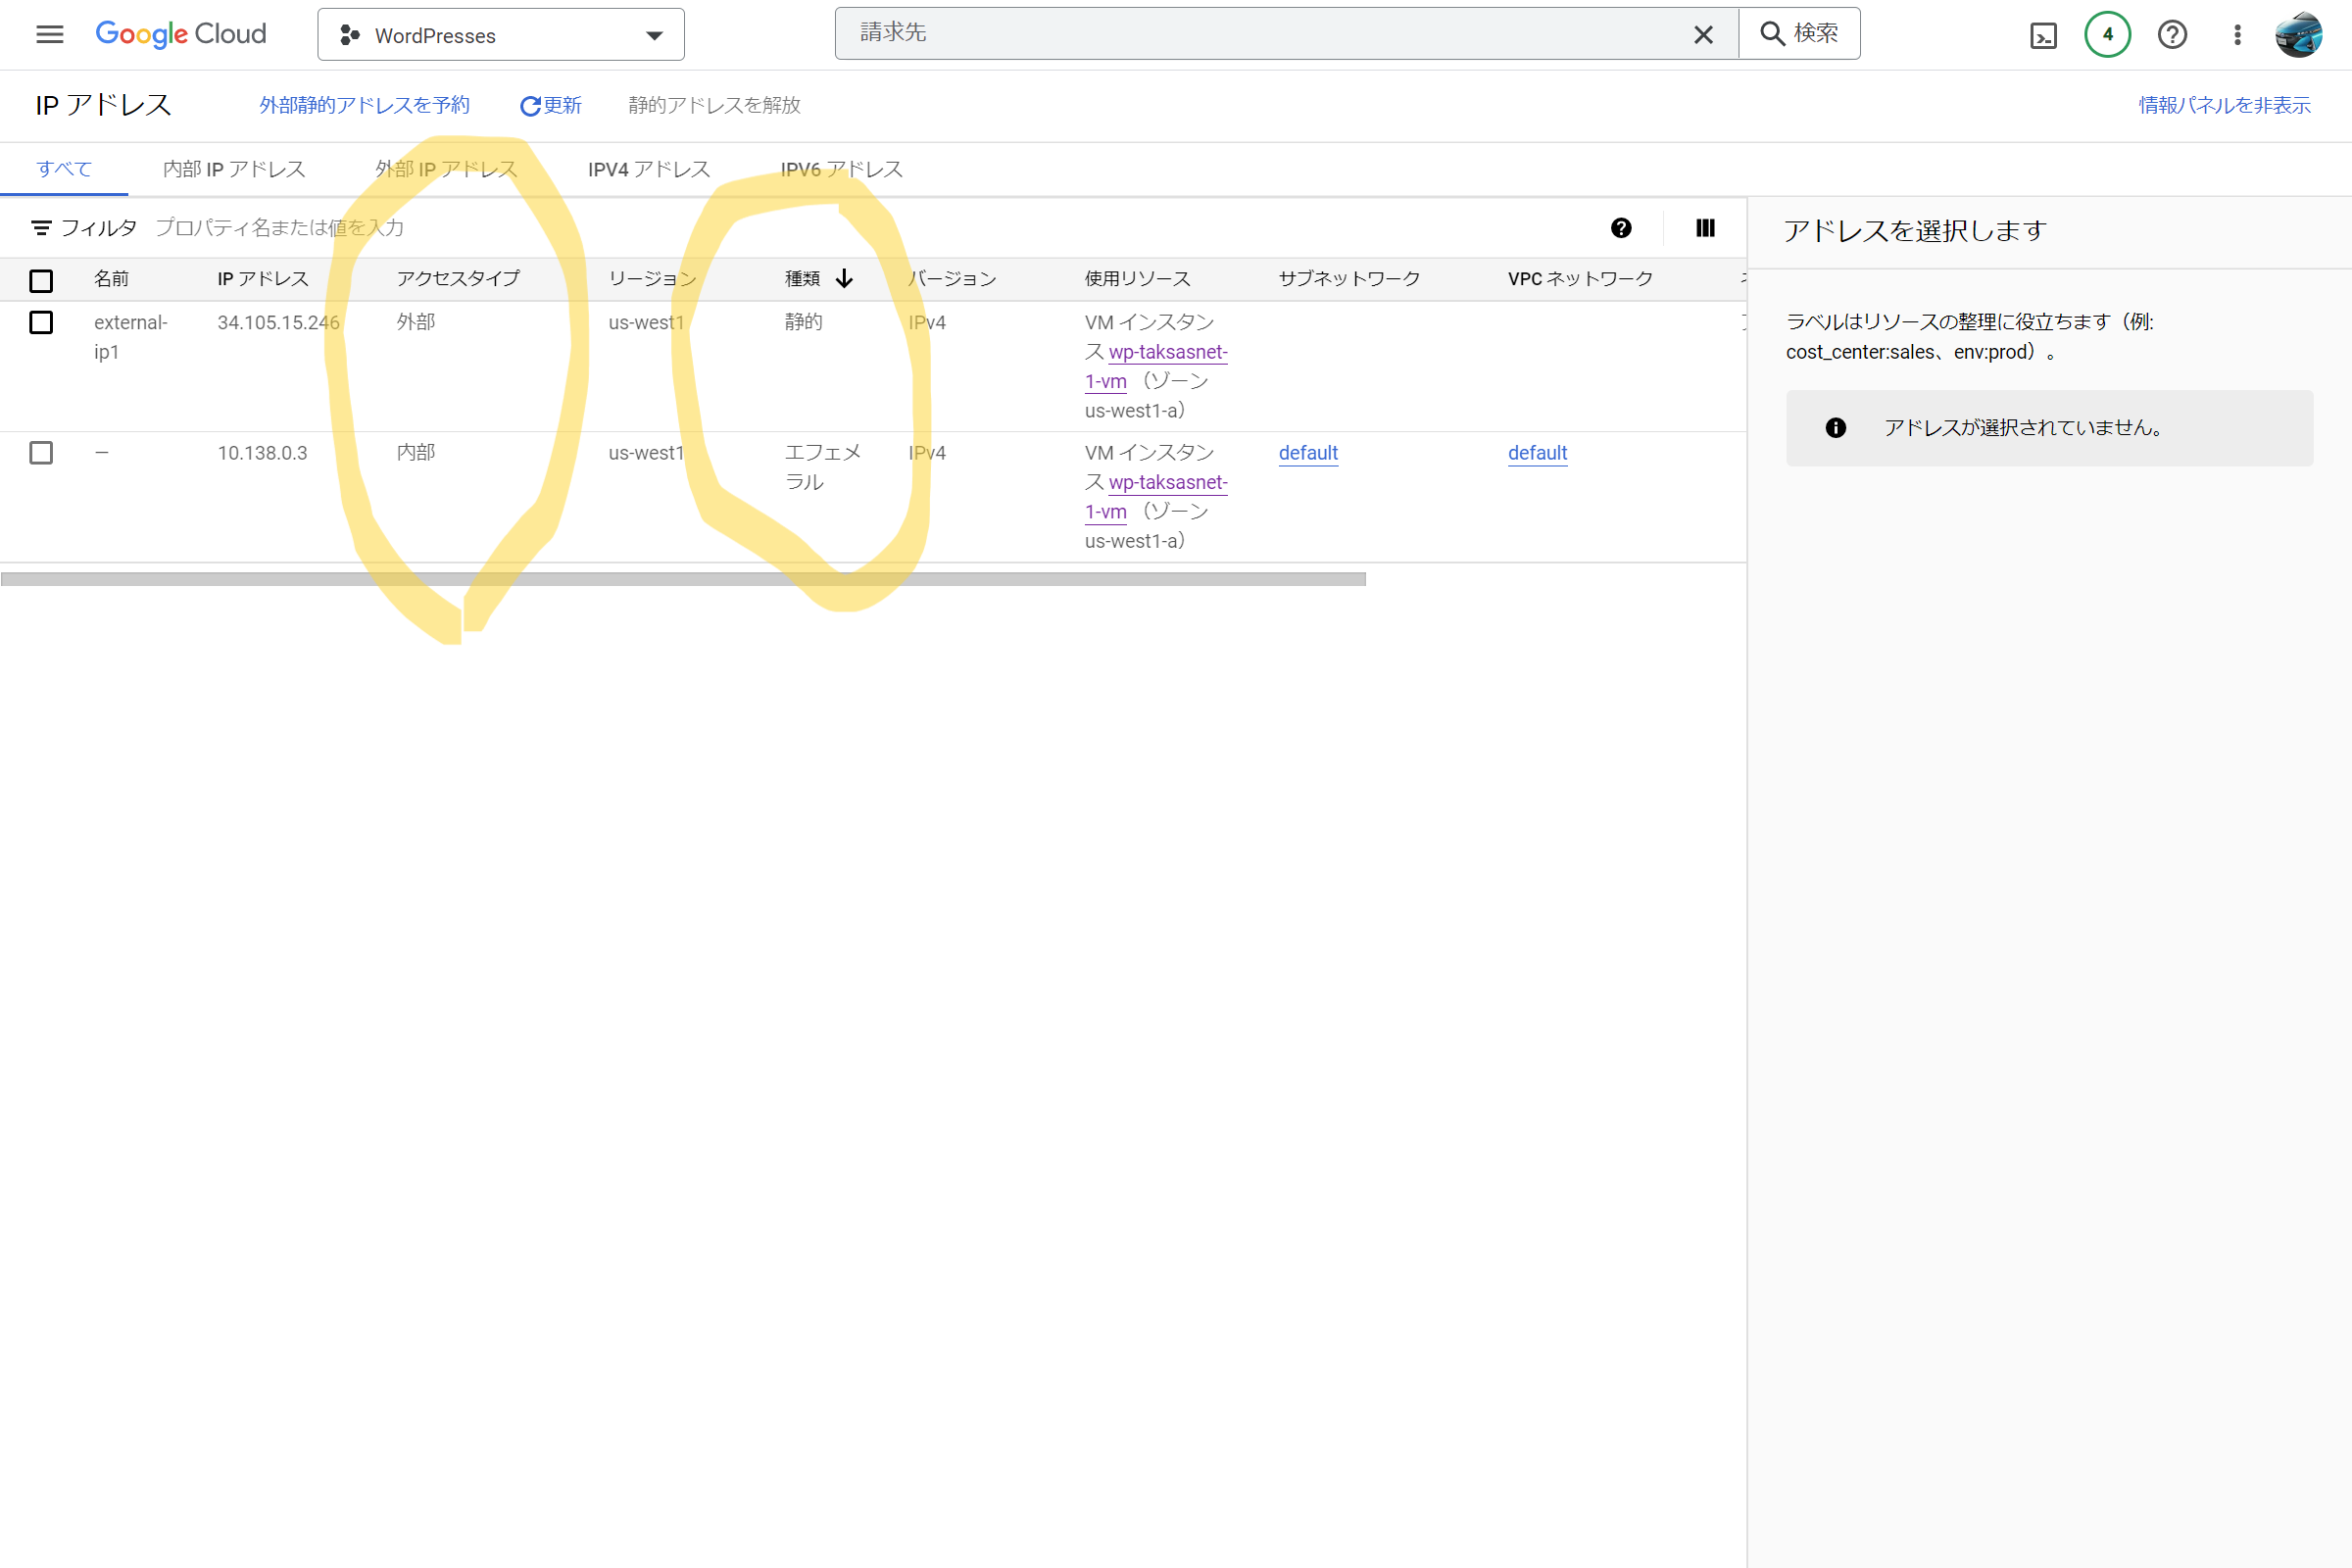 Google Cloud
WordPresses
請求先
検索
4
IP アドレス
外部静的アドレスを予約
更新
静的アドレスを解放
情報パネルを非表示
すべて
内部 IP アドレス
外部 IP アドレス
IPV4 アドレス
IPV6 アドレス
フィルタ
プロパティ名または値を入力
名前 IP アドレス アクセスタイプ リージョン 種類 バージョン 使用リソース サブネットワーク VPC ネットワーク
external-ip1 34.105.15.246 外部 us-west1 静的 IPv4 VM インスタン
ス wp-taksasnet-
1-vm （ゾーン
us-west1-a）
— 10.138.0.3 内部 us-west1 エフェメラル IPv4 VM インスタン
ス wp-taksasnet-
1-vm （ゾーン
us-west1-a）
default default
アドレスを選択します
ラベルはリソースの整理に役立ちます（例:
cost_center:sales、env:prod）。
アドレスが選択されていません。